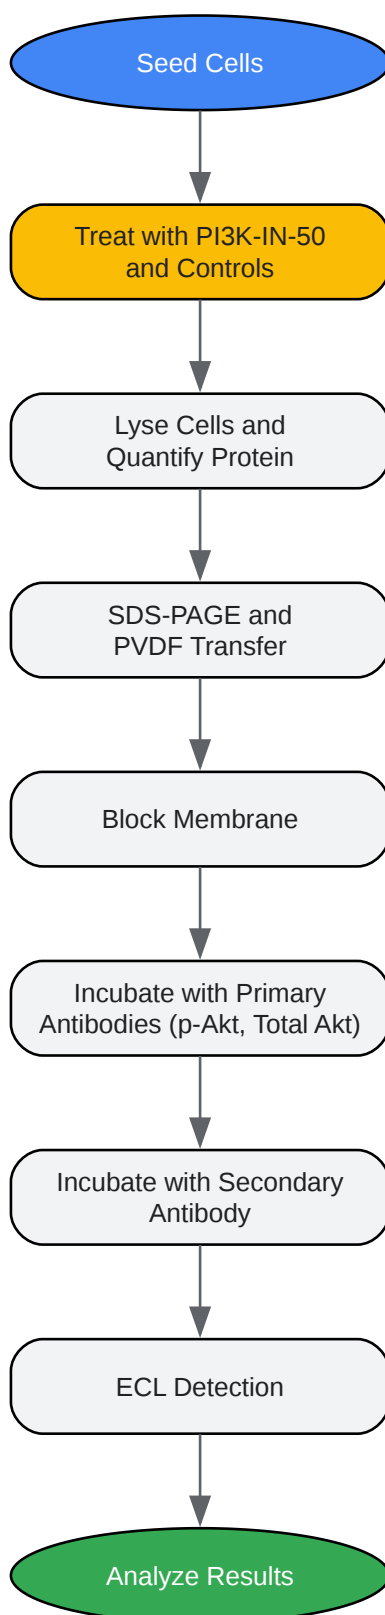 Seed Cells
Treat with PI3K-IN-50
and Controls
Lyse Cells and
Quantify Protein
SDS-PAGE and
PVDF Transfer
Block Membrane
Incubate with Primary
Antibodies (p-Akt, Total Akt)
Incubate with Secondary
Antibody
ECL Detection
Analyze Results